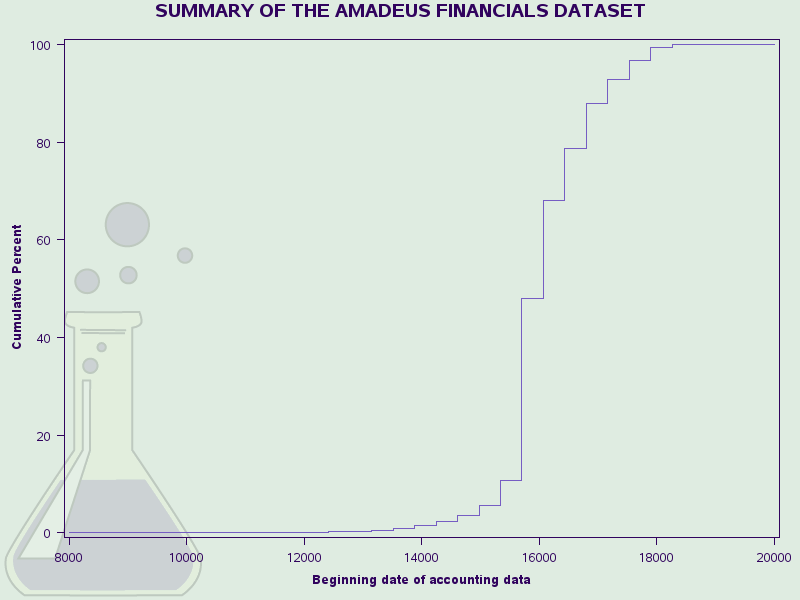 SUMMARY OF THE AMADEUS FINANCIALS DATASET
100
80
60
40
20
0
Cumulative Percent
8000 10000 12000 14000 16000 18000 20000
Beginning date of accounting data